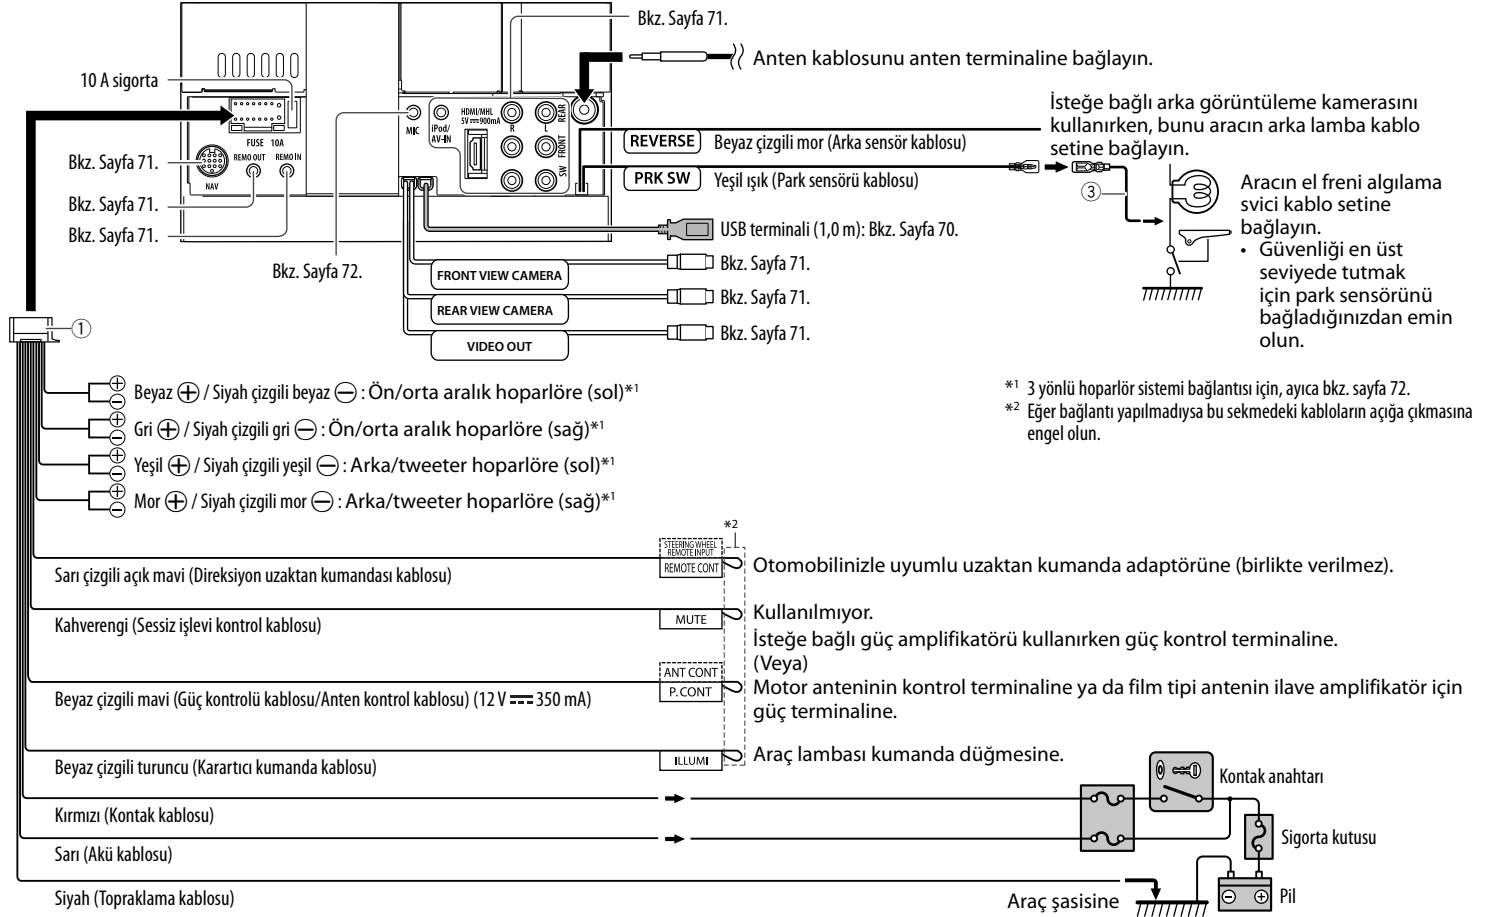 Bkz. Sayfa 71.
Anten kablosunu anten terminaline bağlayın.
10 A sigorta
FUSE 10A
REMO OUT
REMO IN
NAV
MIC
iPod/
AV-IN
HDMI/MHL
5V⎓900mA
R
L
REAR
FRONT
SW
Bkz. Sayfa 71.
Bkz. Sayfa 71.
Bkz. Sayfa 71.
Bkz. Sayfa 72.
İsteğe bağlı arka görüntüleme kamerasını
kullanırken, bunu aracın arka lamba kablo
setine bağlayın.
REVERSE
Beyaz çizgili mor (Arka sensör kablosu)
PRK SW
Yeşil ışık (Park sensörü kablosu)
③
Aracın el freni algılama
svici kablo setine
bağlayın.
• Güvenliği en üst
seviyede tutmak
için park sensörünü
bağladığınızdan emin
olun.
USB terminali (1,0 m): Bkz. Sayfa 70.
FRONT VIEW CAMERA
Bkz. Sayfa 71.
REAR VIEW CAMERA
Bkz. Sayfa 71.
VIDEO OUT
Bkz. Sayfa 71.
①
⊕ ⊖ Beyaz ⊕ / Siyah çizgili beyaz ⊖ : Ön/orta aralık hoparlöre (sol)*1
⊕ ⊖ Gri ⊕ / Siyah çizgili gri ⊖ : Ön/orta aralık hoparlöre (sağ)*1
⊕ ⊖ Yeşil ⊕ / Siyah çizgili yeşil ⊖ : Arka/tweeter hoparlöre (sol)*1
⊕ ⊖ Mor ⊕ / Siyah çizgili mor ⊖ : Arka/tweeter hoparlöre (sağ)*1
*1 3 yönlü hoparlör sistemi bağlantısı için, ayıca bkz. sayfa 72.
*2 Eğer bağlantı yapılmadıysa bu sekmedeki kabloların açığa çıkmasına
engel olun.
*2
STEERING WHEEL
REMOTE INPUT
REMOTE CONT
Sarı çizgili açık mavi (Direksiyon uzaktan kumandası kablosu)
Otomobilinizle uyumlu uzaktan kumanda adaptörüne (birlikte verilmez).
Kahverengi (Sessiz işlevi kontrol kablosu)
MUTE
Kullanılmıyor.
İsteğe bağlı güç amplifikatörü kullanırken güç kontrol terminaline.
(Veya)
Motor anteninin kontrol terminaline ya da film tipi antenin ilave amplifikatör için
güç terminaline.
ANT CONT
P. CONT
Beyaz çizgili mavi (Güç kontrolü kablosu/Anten kontrol kablosu) (12 V ⎓ 350 mA)
Beyaz çizgili turuncu (Karartıcı kumanda kablosu)
ILLUMI
Araç lambası kumanda düğmesine.
Kontak anahtarı
Kırmızı (Kontak kablosu)
Sarı (Akü kablosu)
Sigorta kutusu
Siyah (Topraklama kablosu)
Araç şasisine
⊖ ⊕ Pil